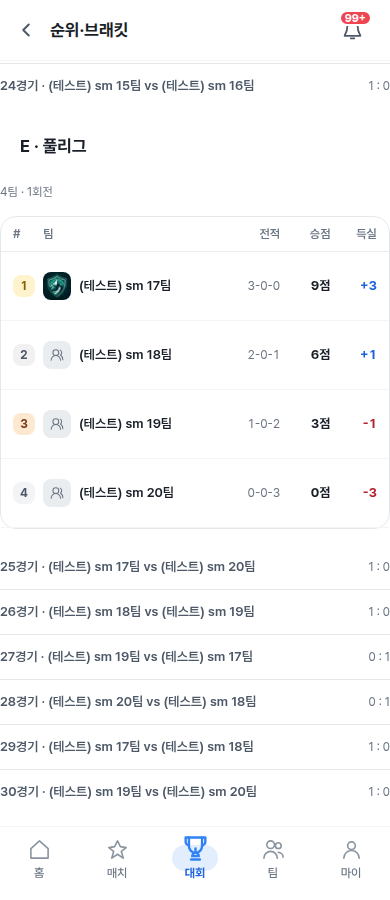 순위·브래킷
99+
24경기 · (테스트) sm 15팀 vs (테스트) sm 16팀 1 : 0
E · 풀리그
4팀 · 1회전
# 팀 전적 승점 득실
1 (테스트) sm 17팀 3-0-0 9점 +3
2 (테스트) sm 18팀 2-0-1 6점 +1
3 (테스트) sm 19팀 1-0-2 3점 -1
4 (테스트) sm 20팀 0-0-3 0점 -3
25경기 · (테스트) sm 17팀 vs (테스트) sm 20팀 1 : 0
26경기 · (테스트) sm 18팀 vs (테스트) sm 19팀 1 : 0
27경기 · (테스트) sm 19팀 vs (테스트) sm 17팀 0 : 1
28경기 · (테스트) sm 20팀 vs (테스트) sm 18팀 0 : 1
29경기 · (테스트) sm 17팀 vs (테스트) sm 18팀 1 : 0
30경기 · (테스트) sm 19팀 vs (테스트) sm 20팀 1 : 0
홈 매치 대회 팀 마이